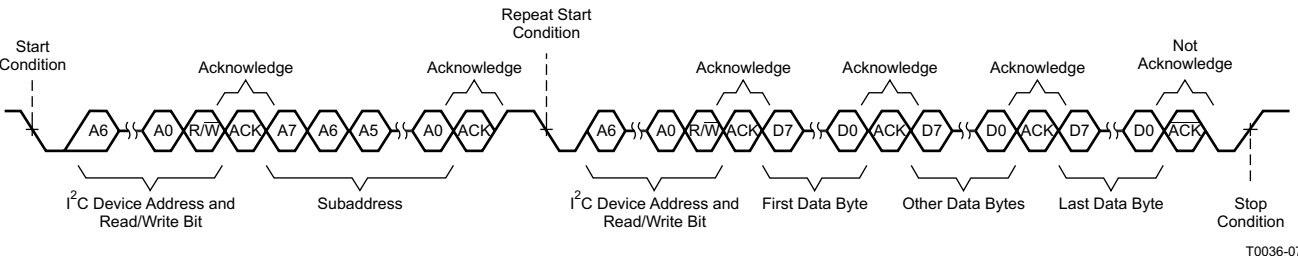 Repeat Start
Condition
Start
Condition
Acknowledge
Acknowledge
Acknowledge
Acknowledge
Acknowledge
Not
Acknowledge
A6 A0 R/W̅ ACK A7 A6 A5 A0 ACK A6 A0 R/W̅ ACK D7 D0 ACK D7 D0 ACK D7 D0 A̅C̅K̅
I²C Device Address and
Read/Write Bit
Subaddress
I²C Device Address and
Read/Write Bit
First Data Byte
Other Data Bytes
Last Data Byte
Stop
Condition
T0036-07